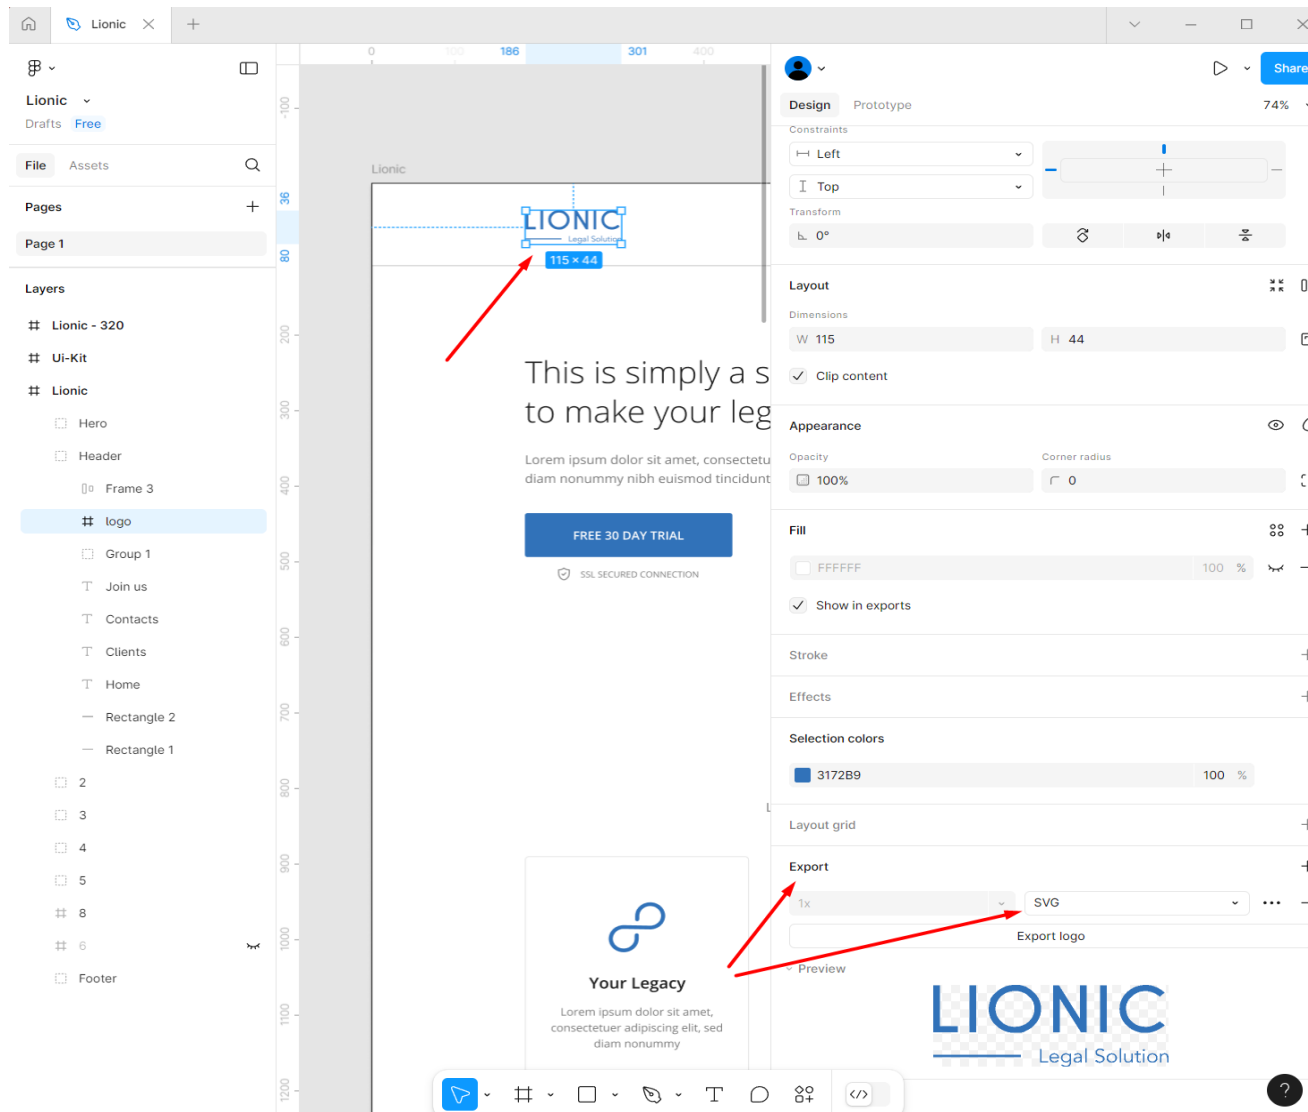 Lionic
0 100 186 301 400
Share
Lionic
Drafts Free
Design Prototype 74%
-100
Constraints
Left
Top
File Assets
Lionic
Pages
36
LIONIC
Legal Solution
Transform
0°
Page 1
80
115 × 44
Layers
Layout
Dimensions
Lionic - 320
200
W 115 H 44
Ui-Kit
This is simply a s
Clip content
Lionic
300
to make your leg
Hero
Appearance
Header
Lorem ipsum dolor sit amet, consectetu
Opacity Corner radius
Frame 3
400
diam nonummy nibh euismod tincidunt
100% 0
logo
FREE 30 DAY TRIAL
Fill
Group 1
500
SSL SECURED CONNECTION
FFFFFF 100 %
Join us
Show in exports
Contacts
600
Clients
Stroke
Home
Effects
Rectangle 2
700
Selection colors
Rectangle 1
3172B9 100 %
2
800
3
L
Layout grid
4
900
Export
5
1x SVG
8
Export logo
6
1000
Preview
Footer
Your Legacy
LIONIC
Legal Solution
1100
Lorem ipsum dolor sit amet,
consectetuer adipiscing elit, sed
diam nonummy
1200
T
</>
?